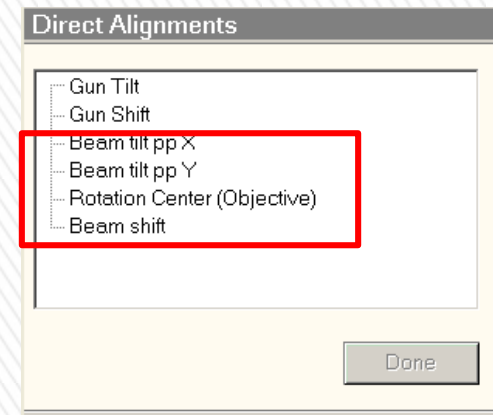 Direct Alignments
Gun Tilt
Gun Shift
Beam tilt pp X
Beam tilt pp Y
Rotation Center (Objective)
Beam shift
Done